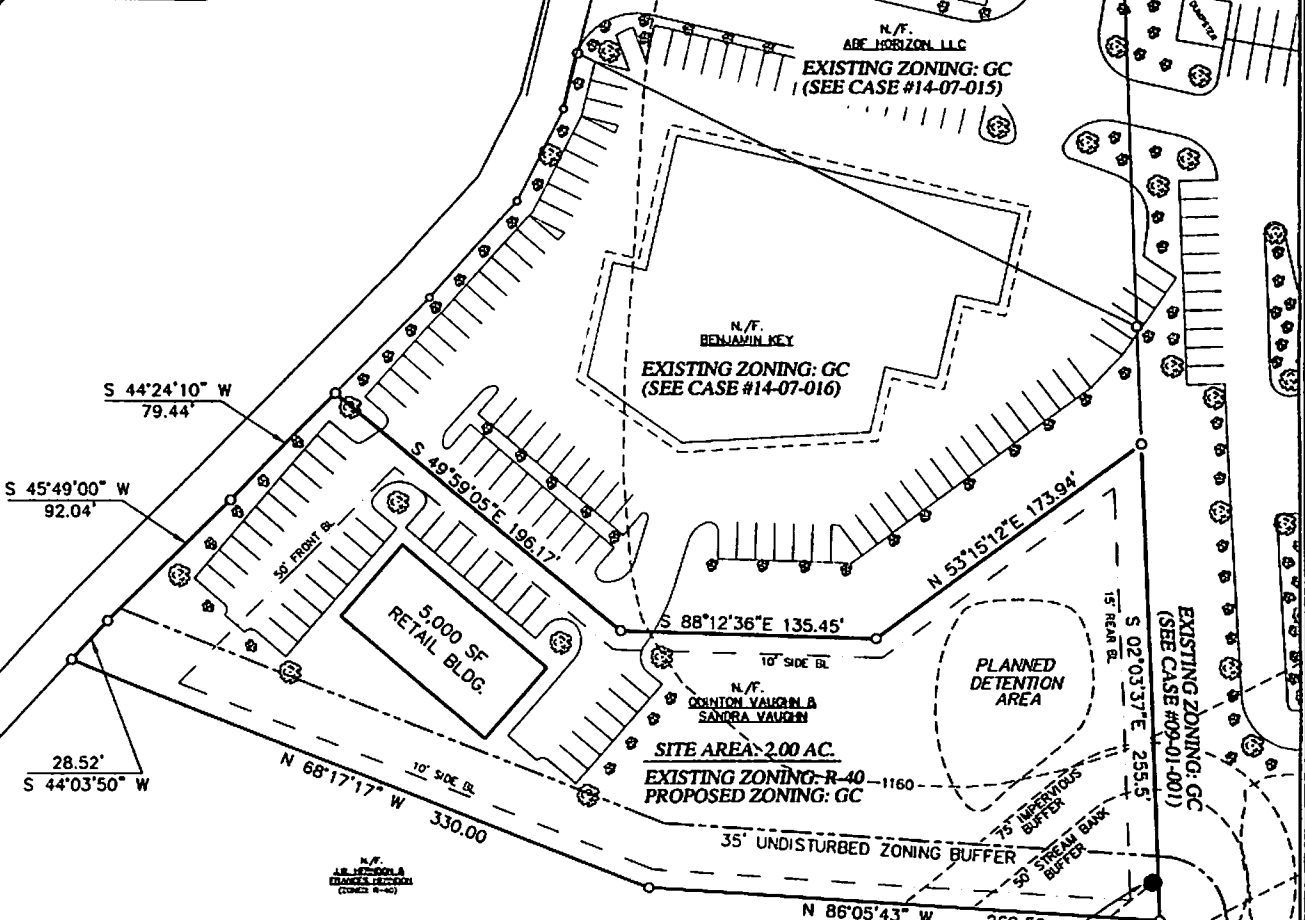 DUMPSTER
N./F.
ABE HORIZON LLC
EXISTING ZONING: GC
(SEE CASE #14-07-015)
N./F.
BENJAMIN KEY
EXISTING ZONING: GC
(SEE CASE #14-07-016)
S 44°24'10" W
79.44'
S 45°49'00" W
92.04'
S 49°59'05"E 196.17'
50' FRONT BL
5,000 SF
RETAIL BLDG.
N 53°15'12"E 173.94'
S 88°12'36"E 135.45'
10' SIDE BL
15' REAR BL
S 02°03'37"E 255.5'
EXISTING ZONING: GC
(SEE CASE #09-01-001)
PLANNED
DETENTION
AREA
N./F.
QUINTON VAUGHN &
SANDRA VAUGHN
SITE AREA: 2.00 AC.
EXISTING ZONING: R-40
PROPOSED ZONING: GC
1160
28.52'
S 44°03'50" W
N 68°17'17" W
330.00
10' SIDE BL
75' IMPERVIOUS
BUFFER
50' STREAM BANK
BUFFER
35' UNDISTURBED ZONING BUFFER
N./F.
(ZONED R-40)
N 86°05'43" W